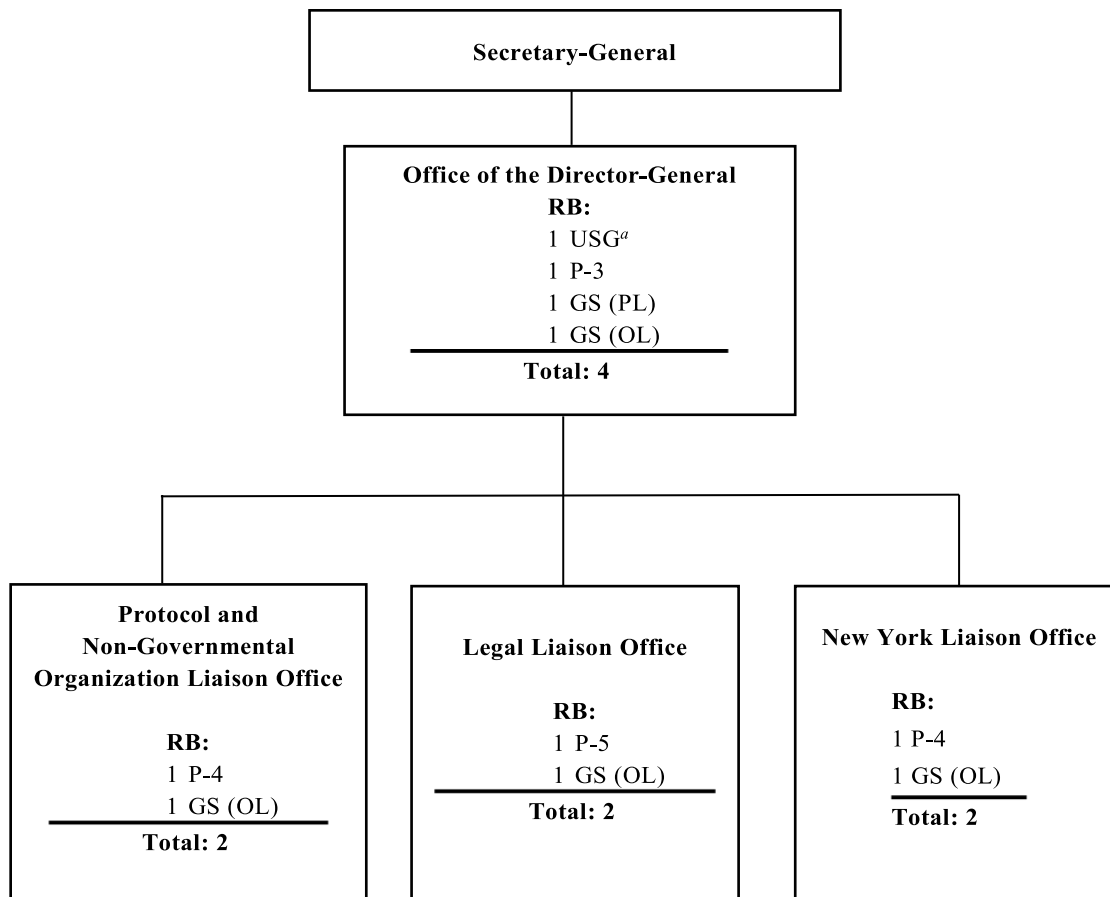 Secretary-General
Office of the Director-General
RB:
1 USGᵃ
1 P-3
1 GS (PL)
1 GS (OL)
Total: 4
Protocol and
Non-Governmental
Organization Liaison Office
RB:
1 P-4
1 GS (OL)
Total: 2
Legal Liaison Office
RB:
1 P-5
1 GS (OL)
Total: 2
New York Liaison Office
RB:
1 P-4
1 GS (OL)
Total: 2